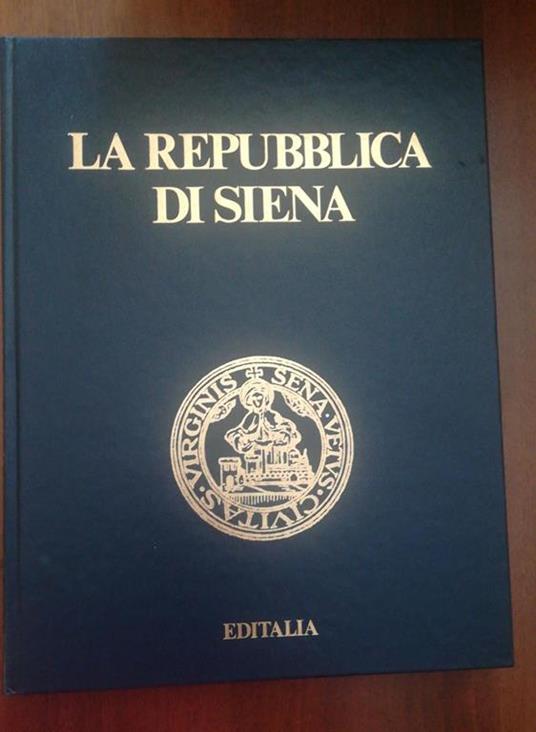 LA REPUBBLICA
DI SIENA
SENA·VETUS·CIVITAS·VIRGINIS
EDITALIA